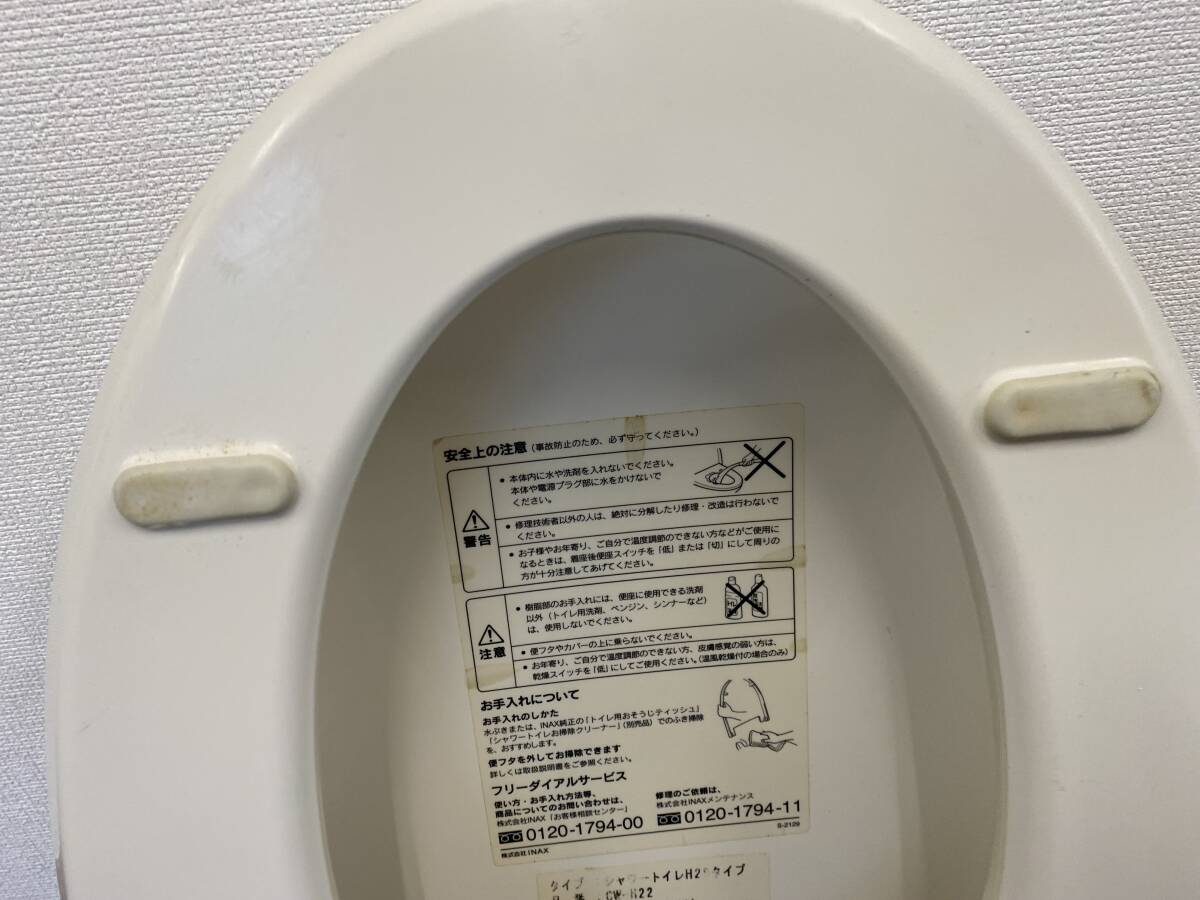 安全上の注意（事故防止のため、必ず守ってください。）
警告
● 本体内に水や洗剤を入れないでください。
本体や電源プラグ部に水をかけないで
ください。
● 修理技術者以外の人は、絶対に分解したり修理・改造は行わないで
ください。
● お子様やお年寄り、ご自分で温度調節のできない方などがご使用に
なるときは、着座後便座スイッチを「低」または「切」にして周りの
方が十分注意してあげてください。
注意
● 樹脂部のお手入れには、便座に使用できる洗剤
以外（トイレ用洗剤、ベンジン、シンナーなど）
は、使用しないでください。
● 便フタやカバーの上に乗らないでください。
● お年寄り、ご自分で温度調節のできない方、皮膚感覚の弱い方は、
乾燥スイッチを「低」にしてご使用ください。（温風乾燥付の場合のみ）
お手入れについて
お手入れのしかた
水ぶきまたは、INAX純正の「トイレ用おそうじティッシュ」
「シャワートイレお掃除クリーナー」（別売品）でのふき掃除
を、おすすめします。
便フタを外してお掃除できます
詳しくは取扱説明書をご参照ください。
フリーダイアルサービス
使い方・お手入れ方法等、
商品についてのお問い合わせは、
株式会社INAX「お客様相談センター」
0120-1794-00
修理のご依頼は、
株式会社INAXメンテナンス
0120-1794-11
株式会社INAX
S-2129
タイプ シャワートイレH2 タイプ